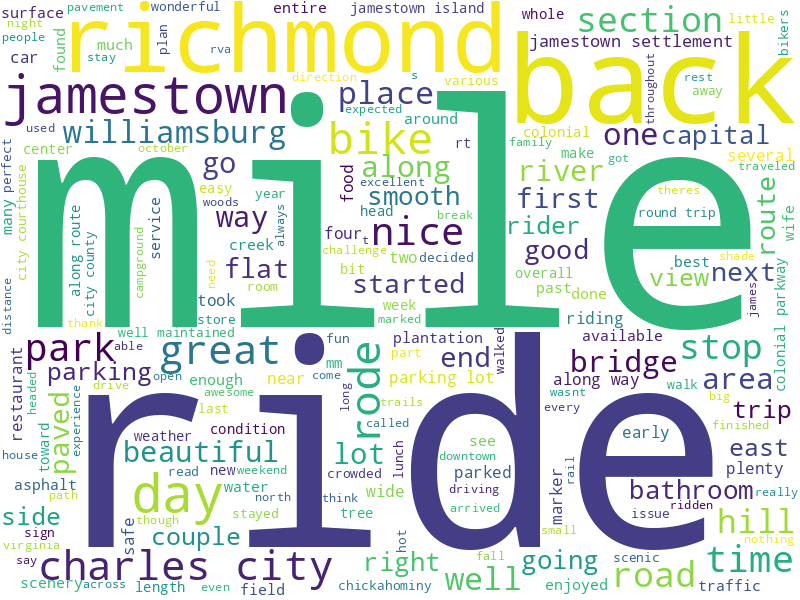 surface
pavement
wonderful
entire
jamestown island
whole
little
night
people
richmond
section
bikers
car
much
stay
found
plan
rva
jamestown settlement
back
throughout
rest
away
direction
s
various
jamestown
place
expected
around
used
williamsburg
bike
rt
colonial
one
capital
center
october
family
make
several
many
perfect
go
along
river
got
traveled
mile
easy
year
food
excellent
smooth
first
theres
route
woods
head
break
round trip
wife
city courthouse
along route
city county
campground
service
way
creek
always
four
t
nice
rider
challenge
two
decided
good
best
shade
flat
bit
overall
view
next
need
room
started
past
done
james
distance
took
store
week
marked
riding
colonial parkway
thank
well maintained
fun
plantation
available
park
able
great
mm
part
end
walked
bridge
stop
restaurant
parking
open
come
rode
near
parking lot
along way
walk
area
headed
drive
enough
awesome
long
trails
wasnt
every
big
trip
house
experience
last
called
finished
toward
paved
weather
condition
lot
see
early
east
beautiful
crowded
lunch
downtown
ride
asphalt
read
new
weekend
wide
parked
marker
rail
plenty
path
day
water
north
think
driving
bathroom
really
side
though
stayed
tree
arrived
issue
ridden
sign
safe
couple
small
hill
virginia
hot
fall
scenic
nothing
say
charles city
right
well
going
road
time
scenery
across
length
even
field
chickahominy
enjoyed
traffic